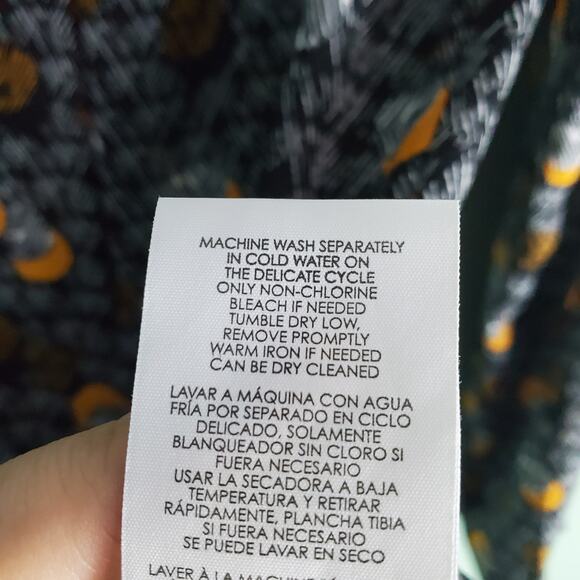 MACHINE WASH SEPARATELY
IN COLD WATER ON
THE DELICATE CYCLE
ONLY NON-CHLORINE
BLEACH IF NEEDED
TUMBLE DRY LOW,
REMOVE PROMPTLY
WARM IRON IF NEEDED
CAN BE DRY CLEANED
LAVAR A MÁQUINA CON AGUA
FRÍA POR SEPARADO EN CICLO
DELICADO, SOLAMENTE
BLANQUEADOR SIN CLORO SI
FUERA NECESARIO
USAR LA SECADORA A BAJA
TEMPERATURA Y RETIRAR
RÁPIDAMENTE, PLANCHA TIBIA
SI FUERA NECESARIO
SE PUEDE LAVAR EN SECO
LAVER À LA MACHINE